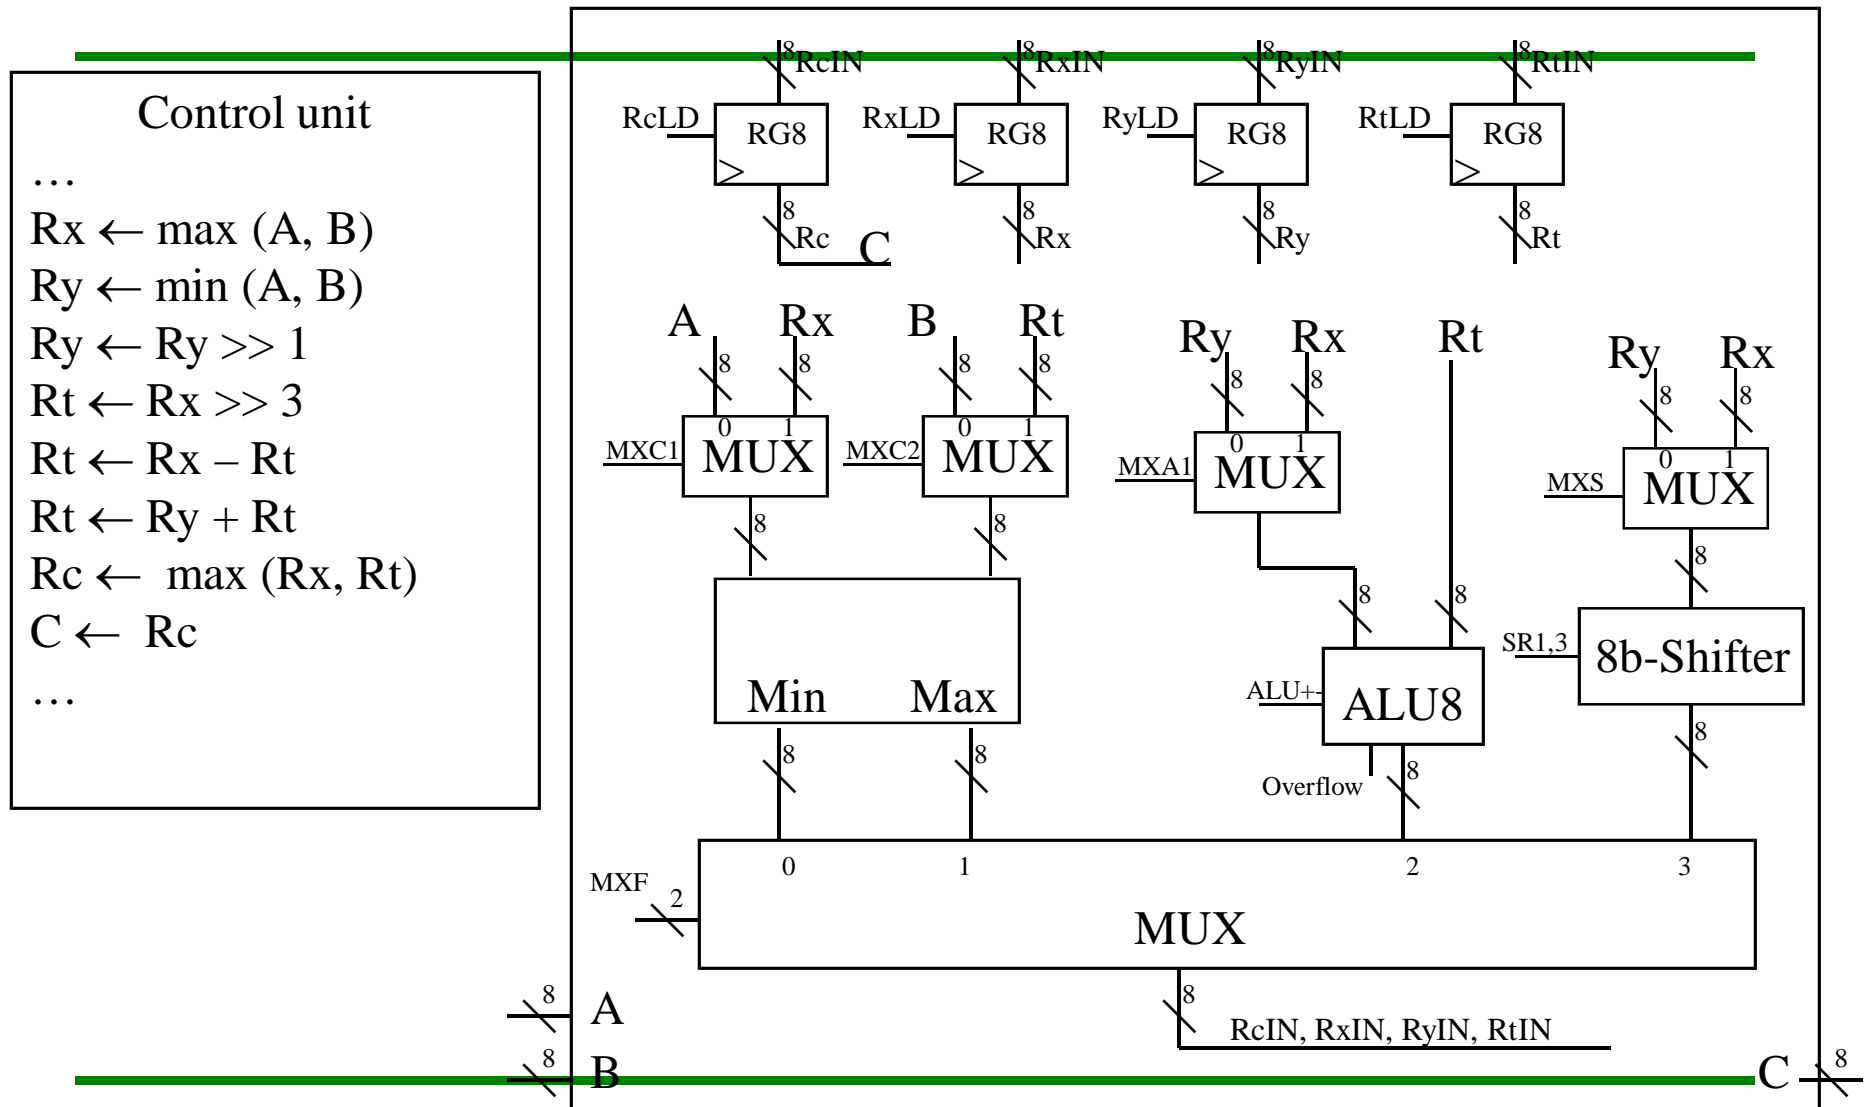 Control unit
…
Rx ← max (A, B)
Ry ← min (A, B)
Ry ← Ry >> 1
Rt ← Rx >> 3
Rt ← Rx – Rt
Rt ← Ry + Rt
Rc ← max (Rx, Rt)
C ← Rc
…
8 RcIN 8 RxIN 8 RyIN 8 RtIN
RcLD RG8 RxLD RG8 RyLD RG8 RtLD RG8
8 8 8 8
Rc C Rx Ry Rt
A Rx B Rt Ry Rx Rt Ry Rx
8 8 8 8 8 8 8 8
0 1 0 1 0 1 0 1
MXC1 MUX MXC2 MUX MXA1 MUX MXS MUX
8 8 8
8 8
SR1,3 8b-Shifter
Min Max ALU+- ALU8
8 8 8 8
Overflow
0 1 2 3
MXF 2
MUX
8 A 8
RcIN, RxIN, RyIN, RtIN
8 B C 8